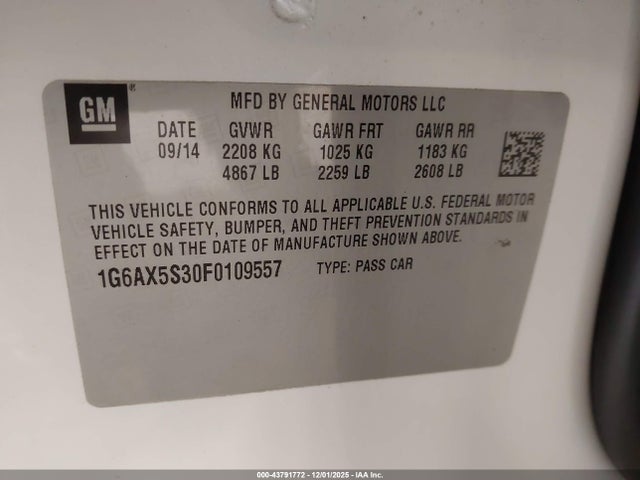 GM ®
MFD BY GENERAL MOTORS LLC
DATE GVWR GAWR FRT GAWR RR
09/14 2208 KG 1025 KG 1183 KG
4867 LB 2259 LB 2608 LB
THIS VEHICLE CONFORMS TO ALL APPLICABLE U.S. FEDERAL MOTOR
VEHICLE SAFETY, BUMPER, AND THEFT PREVENTION STANDARDS IN
EFFECT ON THE DATE OF MANUFACTURE SHOWN ABOVE.
1G6AX5S30F0109557 TYPE: PASS CAR
000-43791772 - 12/01/2025 - IAA Inc.